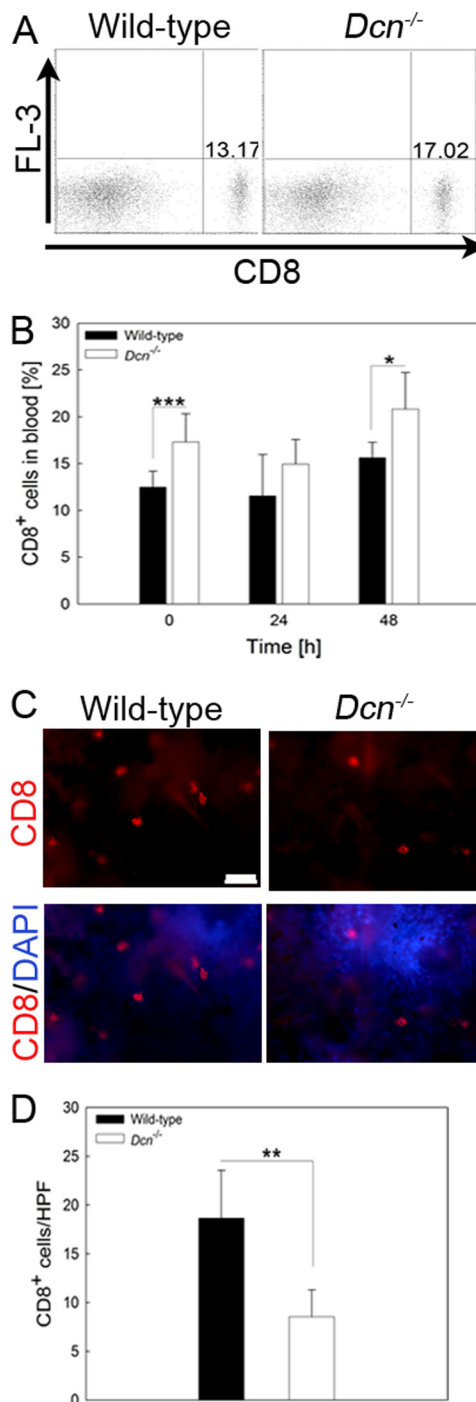 A
Wild-type
Dcn-/-
FL-3
13.17
17.02
CD8
B
30
25
20
15
10
5
0
CD8+ cells in blood [%]
Wild-type
Dcn-/-
***
*
0
24
48
Time [h]
C
Wild-type
Dcn-/-
CD8
CD8/DAPI
D
30
25
20
15
10
5
0
CD8+ cells/HPF
Wild-type
Dcn-/-
**